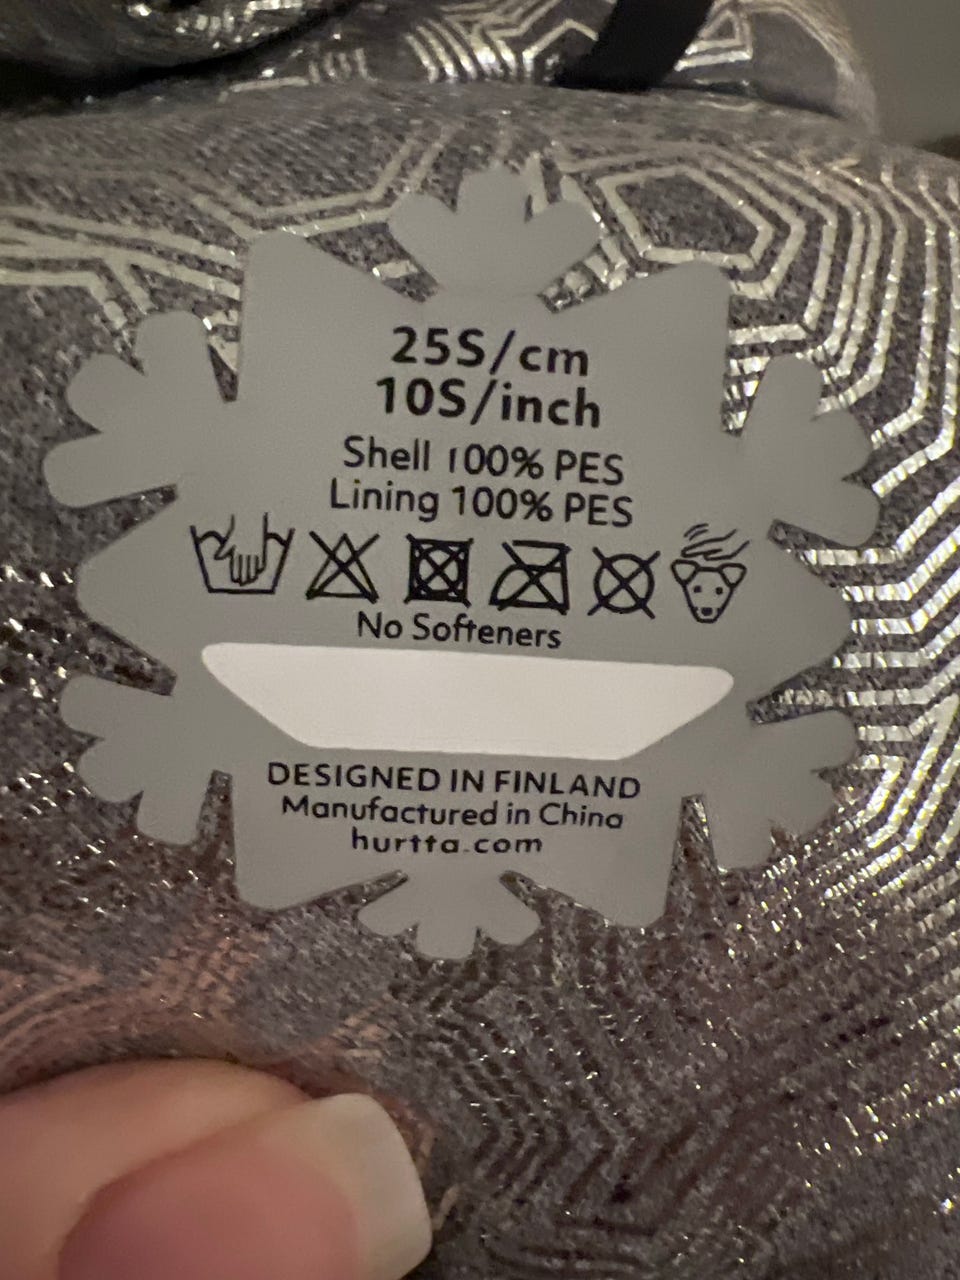 25S/cm
10S/inch
Shell 100% PES
Lining 100% PES
No Softeners
DESIGNED IN FINLAND
Manufactured in China
hurtta.com